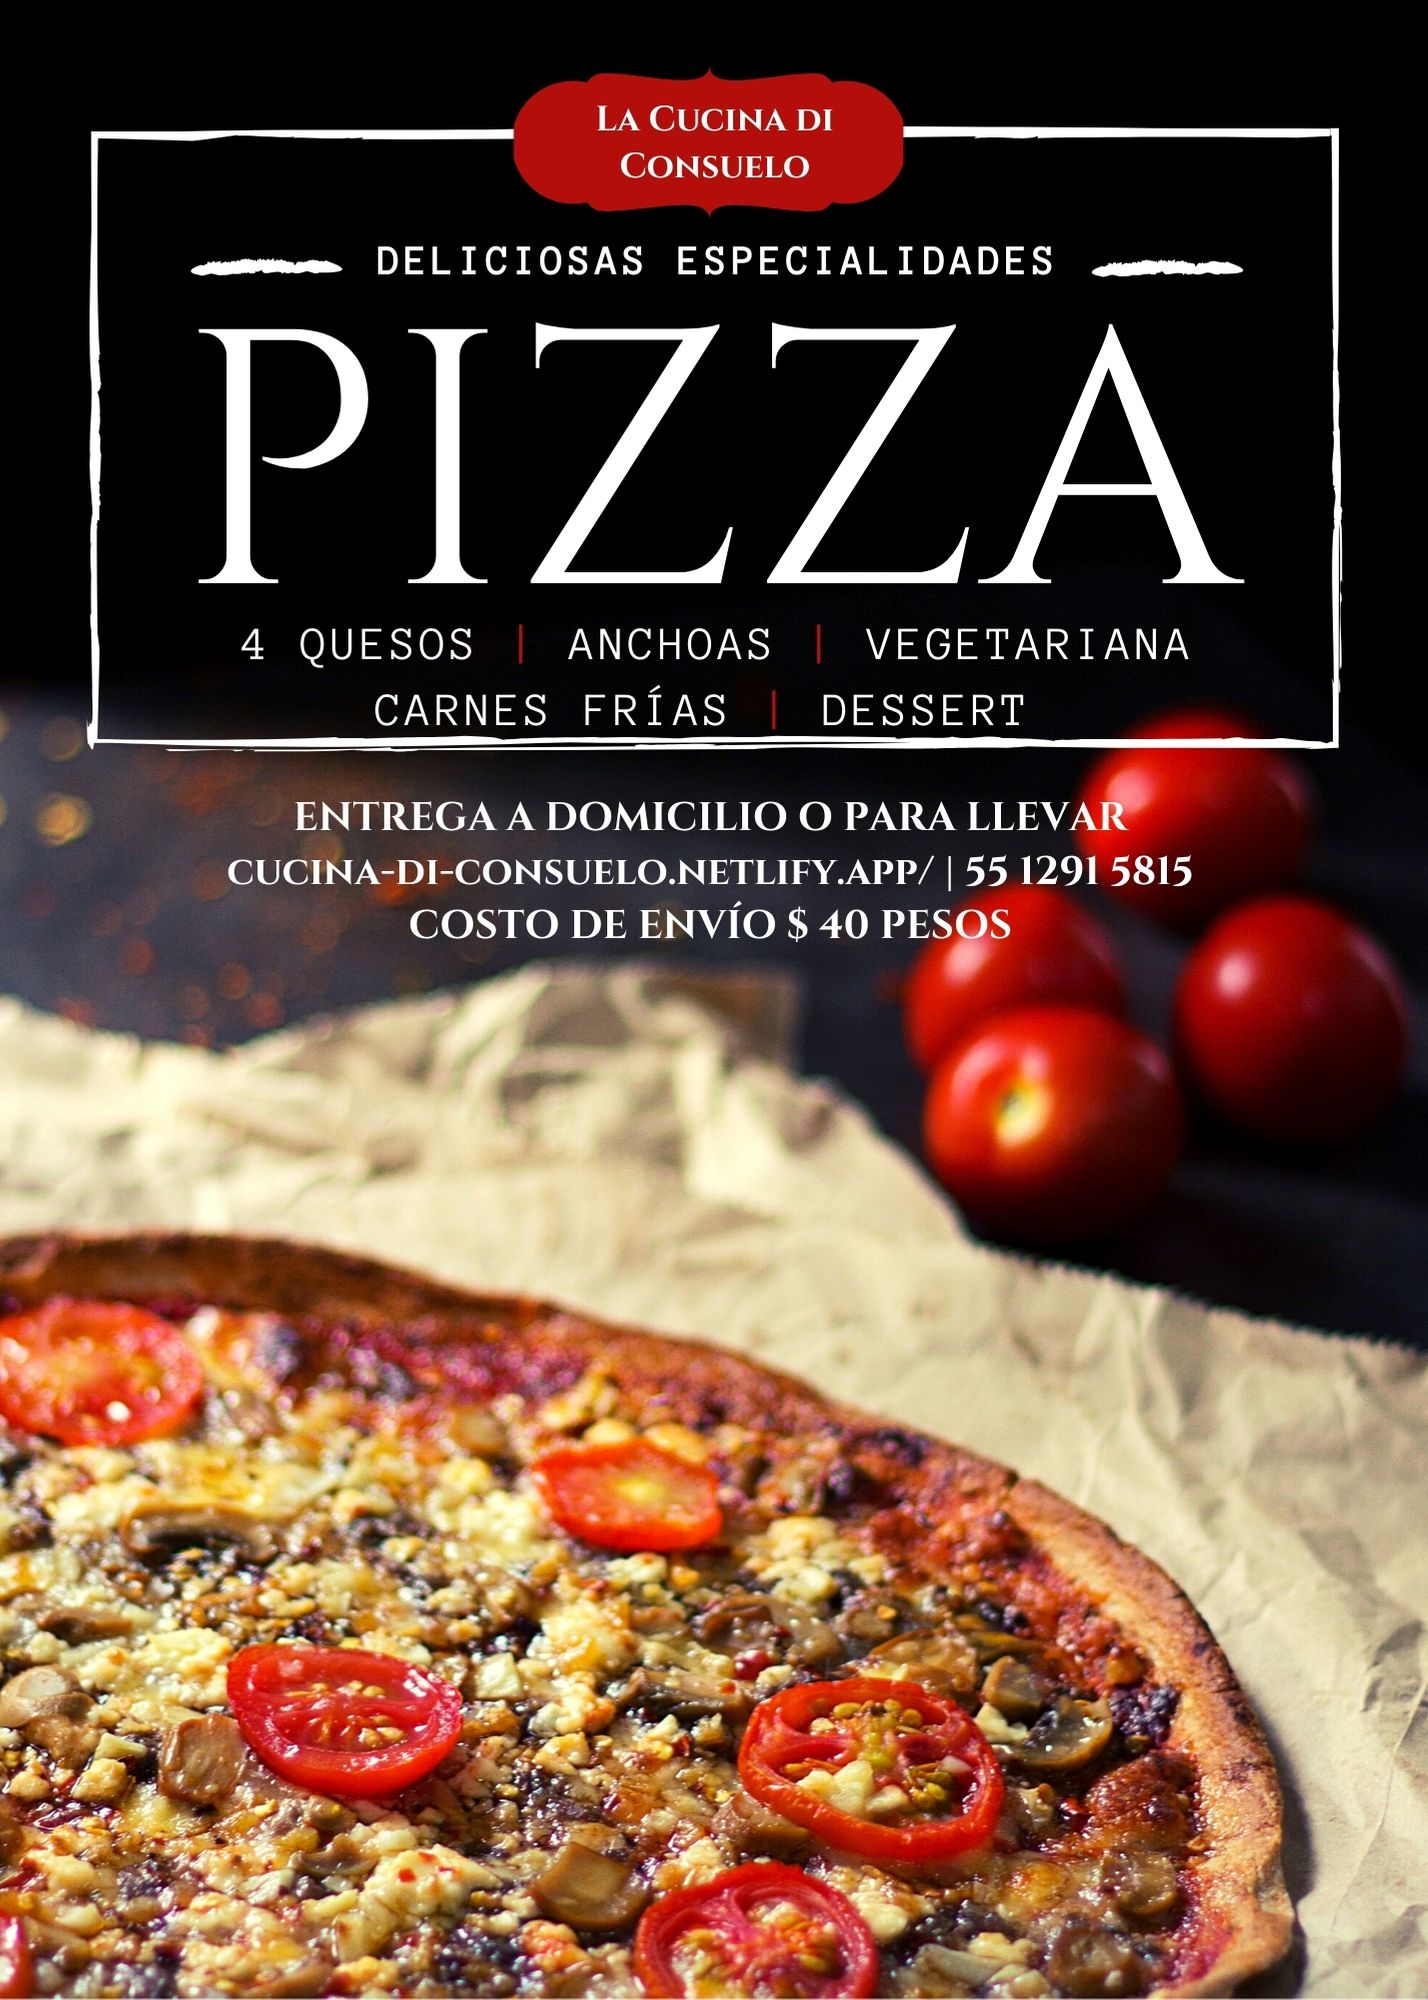 La Cucina di
Consuelo
DELICIOSAS ESPECIALIDADES
PIZZA
4 QUESOS | ANCHOAS | VEGETARIANA
CARNES FRÍAS | DESSERT
ENTREGA A DOMICILIO O PARA LLEVAR
cucina-di-consuelo.netlify.app/ | 55 1291 5815
COSTO DE ENVÍO $ 40 PESOS